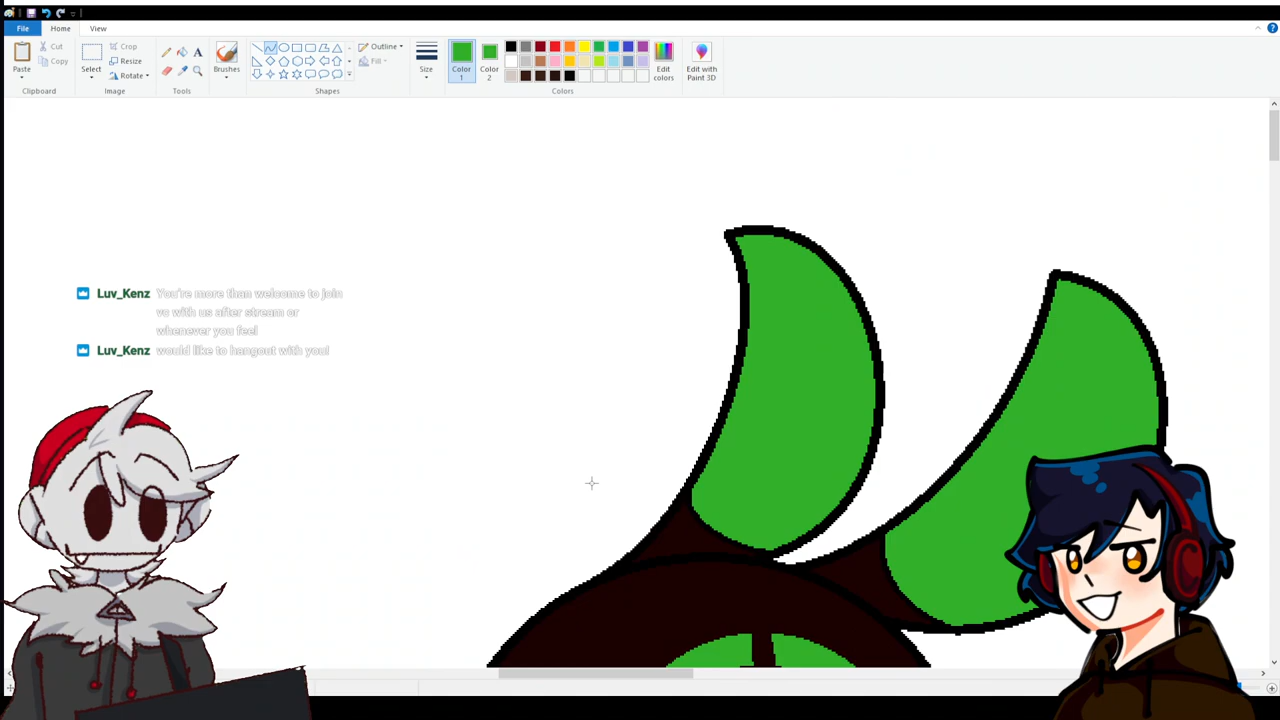 File Home View
Paste
Cut
Copy
Clipboard
Select
Crop
Resize
Rotate
Image
A
Tools
Brushes
Outline
Fill
Shapes
Size
Color 1
Color 2
Edit colors
Colors
Edit with Paint 3D
Luv_Kenz You're more than welcome to join
vc with us after stream or
whenever you feel
Luv_Kenz would like to hangout with you!